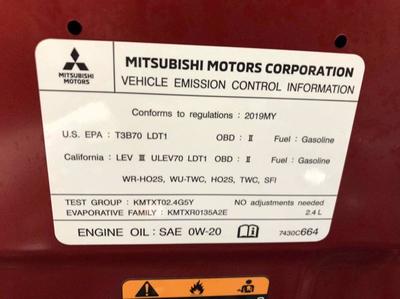 MITSUBISHI
MOTORS
MITSUBISHI MOTORS CORPORATION
VEHICLE EMISSION CONTROL INFORMATION
Conforms to regulations : 2019MY
U.S. EPA : T3B70 LDT1 OBD : II Fuel : Gasoline
California : LEV III ULEV70 LDT1 OBD : II Fuel : Gasoline
WR-HO2S, WU-TWC, HO2S, TWC, SFI
TEST GROUP : KMTXT02.4G5Y NO adjustments needed
EVAPORATIVE FAMILY : KMTXR0135A2E 2.4 L
ENGINE OIL : SAE 0W-20 7430C664